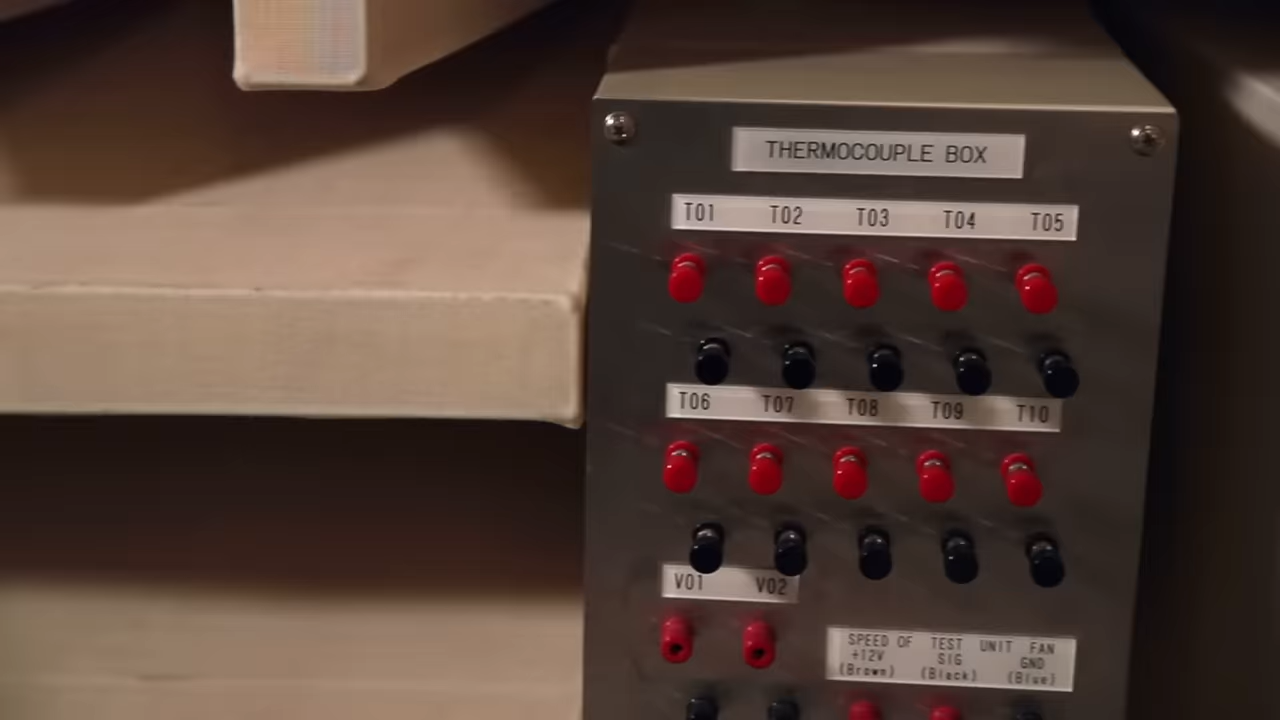 THERMOCOUPLE BOX
T01 T02 T03 T04 T05
T06 T07 T08 T09 T10
V01 V02
SPEED OF TEST UNIT FAN
+12V SIG GND
(Brown) (Black) (Blue)